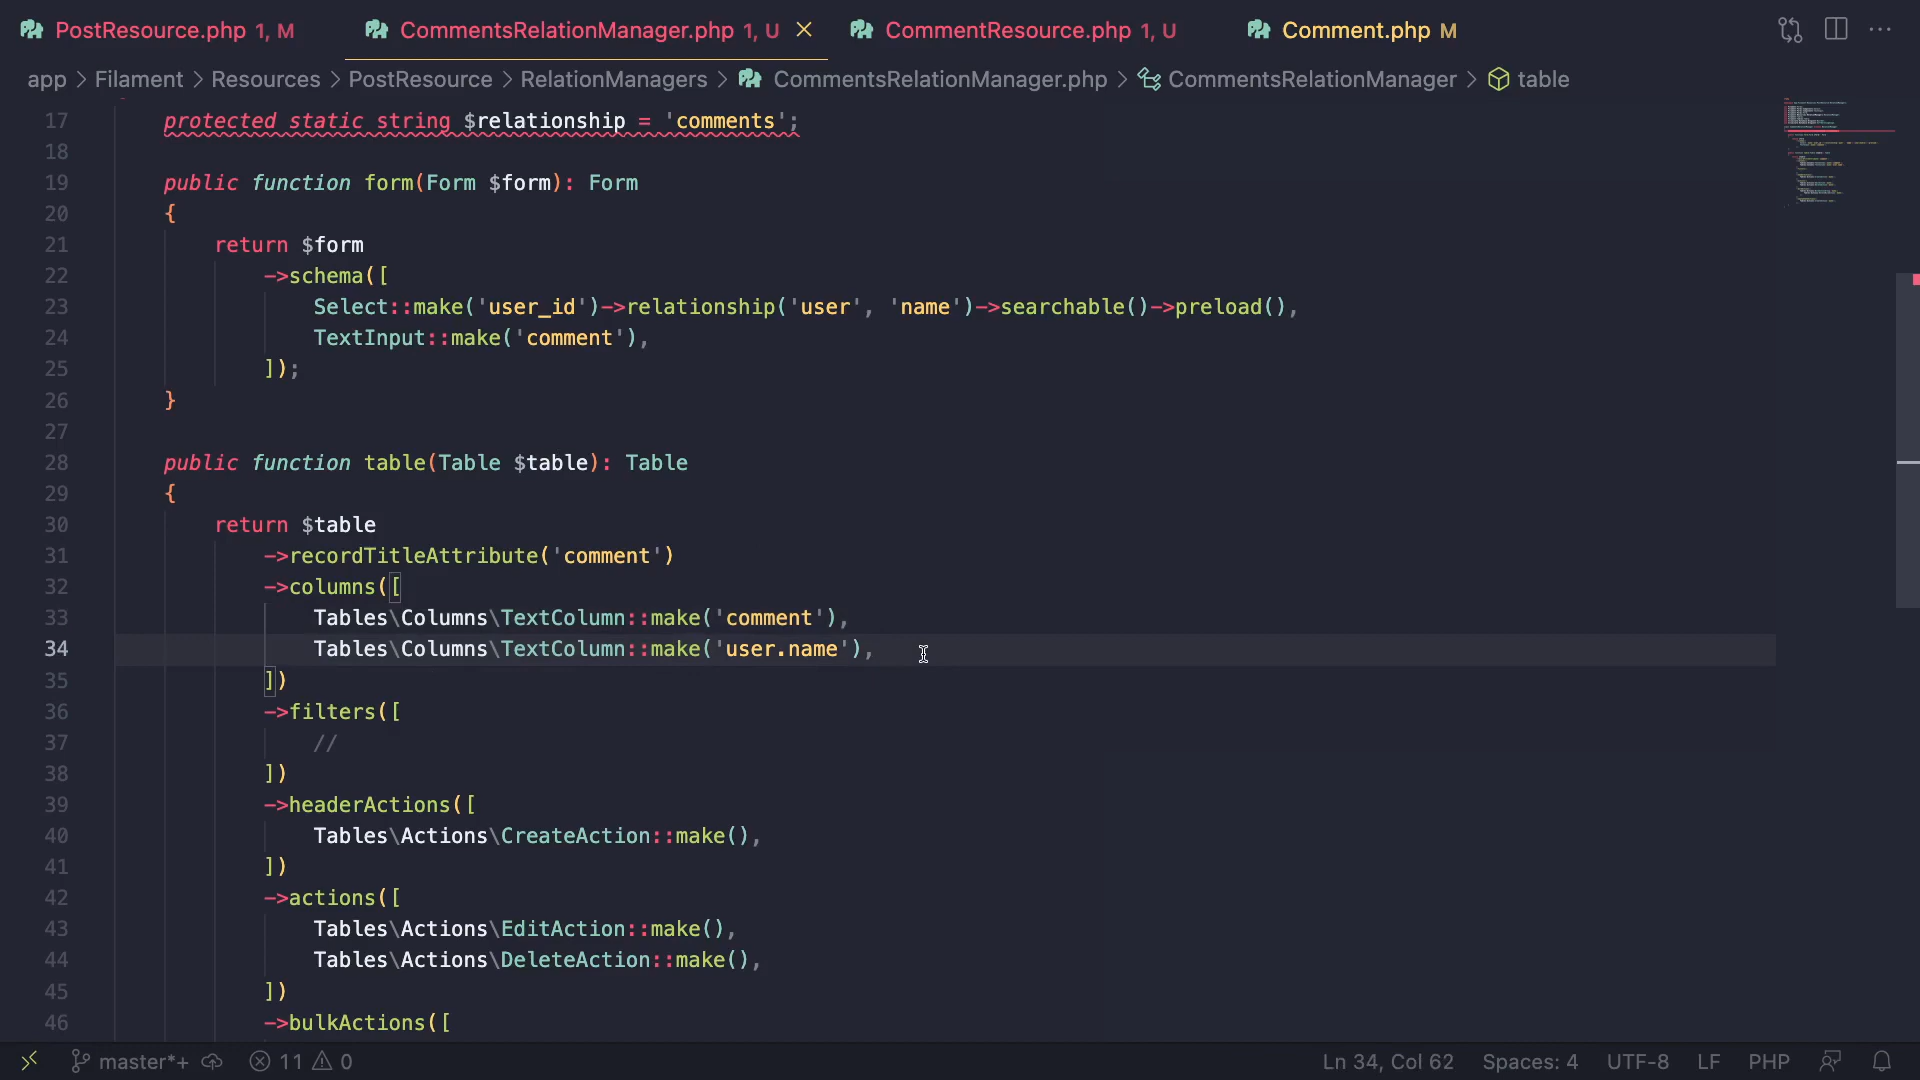 PostResource.php 1, M CommentsRelationManager.php 1, U CommentResource.php 1, U Comment.php M
app > Filament > Resources > PostResource > RelationManagers > CommentsRelationManager.php > CommentsRelationManager > table
17 protected static string $relationship = 'comments';
18
19 public function form(Form $form): Form
20 {
21 return $form
22 ->schema([
23 Select::make('user_id')->relationship('user', 'name')->searchable()->preload(),
24 TextInput::make('comment'),
25 ]);
26 }
27
28 public function table(Table $table): Table
29 {
30 return $table
31 ->recordTitleAttribute('comment')
32 ->columns([
33 Tables\Columns\TextColumn::make('comment'),
34 Tables\Columns\TextColumn::make('user.name'),
35 ])
36 ->filters([
37 //
38 ])
39 ->headerActions([
40 Tables\Actions\CreateAction::make(),
41 ])
42 ->actions([
43 Tables\Actions\EditAction::make(),
44 Tables\Actions\DeleteAction::make(),
45 ])
46 ->bulkActions([
master*+ 11 0 Ln 34, Col 62 Spaces: 4 UTF-8 LF PHP